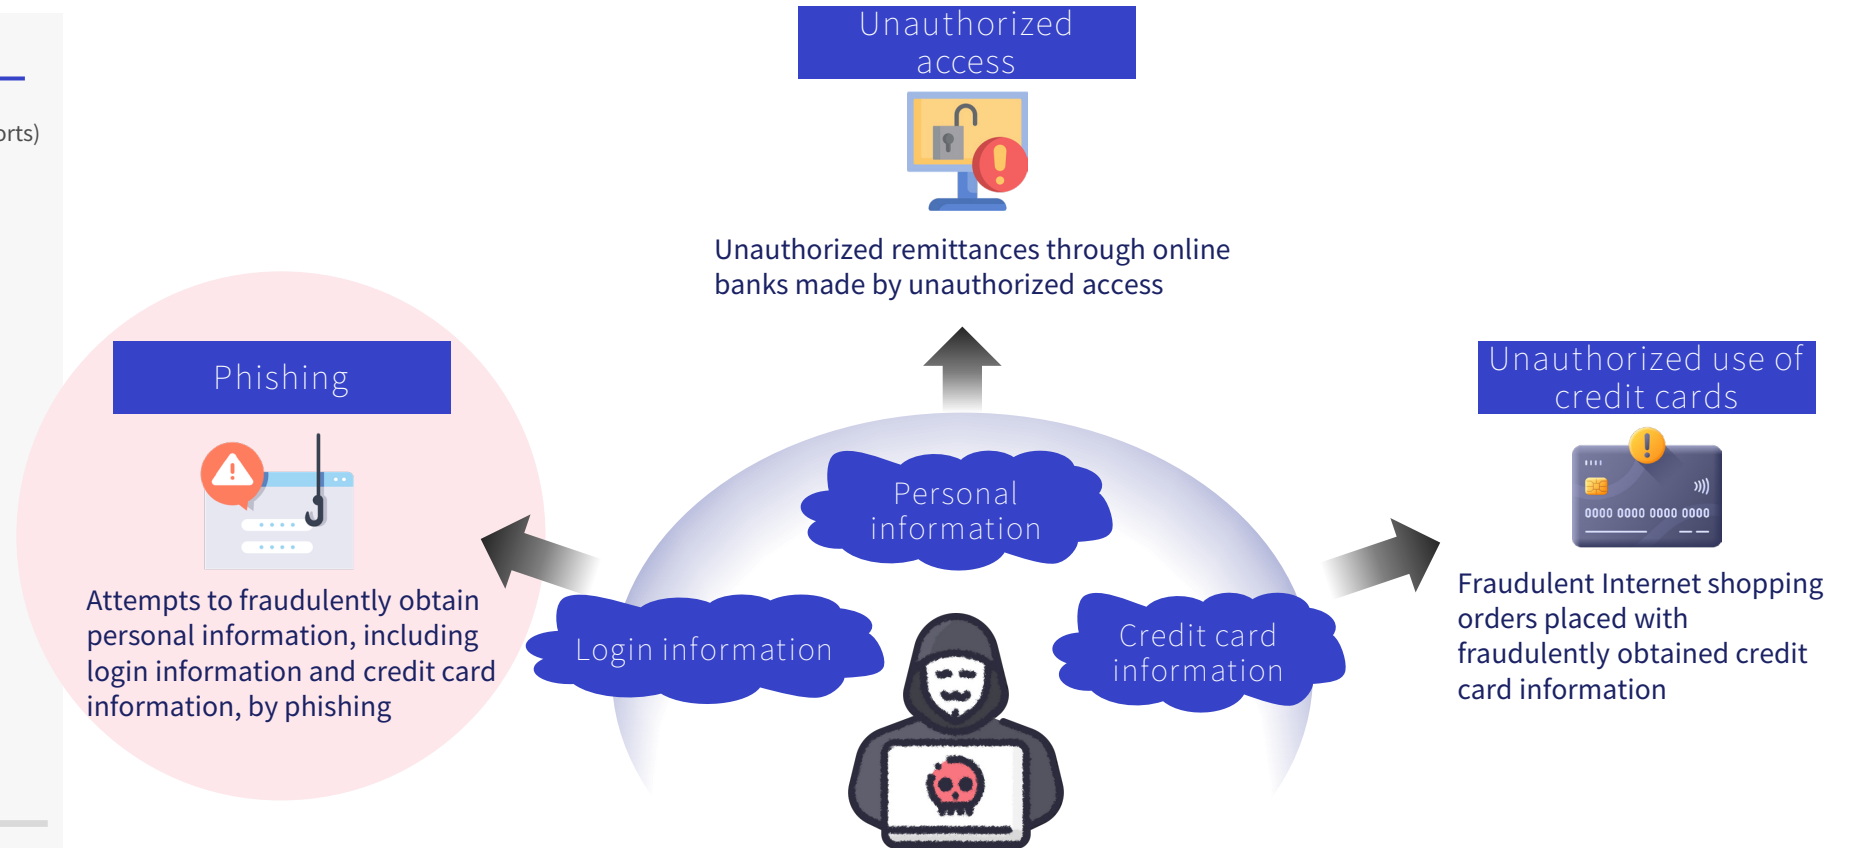 orts)
Unauthorized
access
Unauthorized remittances through online
banks made by unauthorized access
Phishing
Attempts to fraudulently obtain
personal information, including
login information and credit card
information, by phishing
Personal
information
Login information
Credit card
information
Unauthorized use of
credit cards
0000 0000 0000 0000
Fraudulent Internet shopping
orders placed with
fraudulently obtained credit
card information